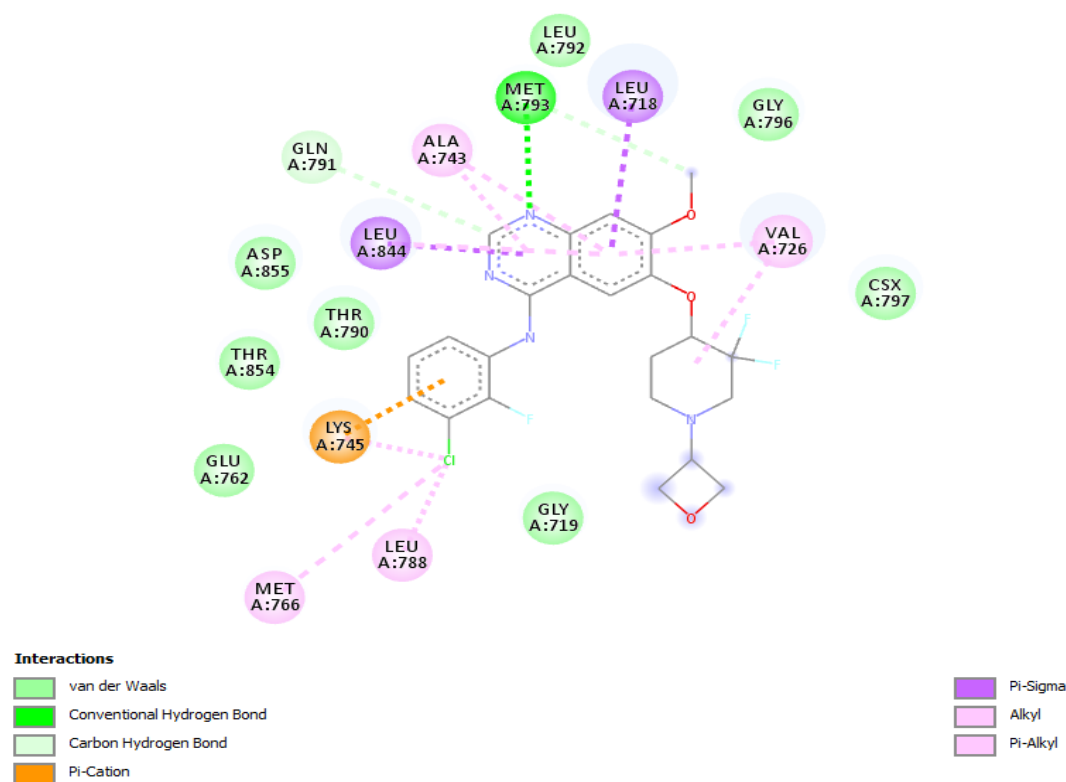 LEU
A:792
MET
A:793
LEU
A:718
GLY
A:796
ALA
A:743
GLN
A:791
N
O
LEU
A:844
VAL
A:726
ASP
A:855
N
CSX
A:797
O
THR
A:790
F
N
THR
A:854
F
F
N
LYS
A:745
GLU
A:762
Cl
GLY
A:719
O
LEU
A:788
MET
A:766
Interactions
van der Waals
Conventional Hydrogen Bond
Carbon Hydrogen Bond
Pi-Cation
Pi-Sigma
Alkyl
Pi-Alkyl